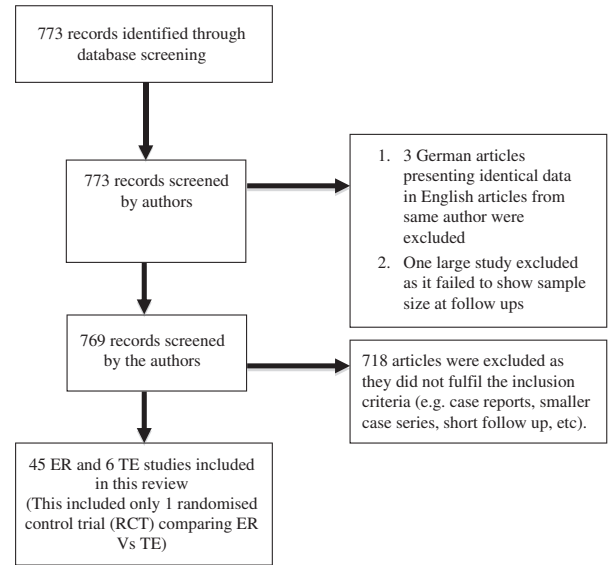 773 records identified through
database screening
773 records screened
by authors
1. 3 German articles
presenting identical data
in English articles from
same author were
excluded
2. One large study excluded
as it failed to show sample
size at follow ups
769 records screened
by the authors
718 articles were excluded as
they did not fulfil the inclusion
criteria (e.g. case reports, smaller
case series, short follow up, etc).
45 ER and 6 TE studies included
in this review
(This included only 1 randomised
control trial (RCT) comparing ER
Vs TE)